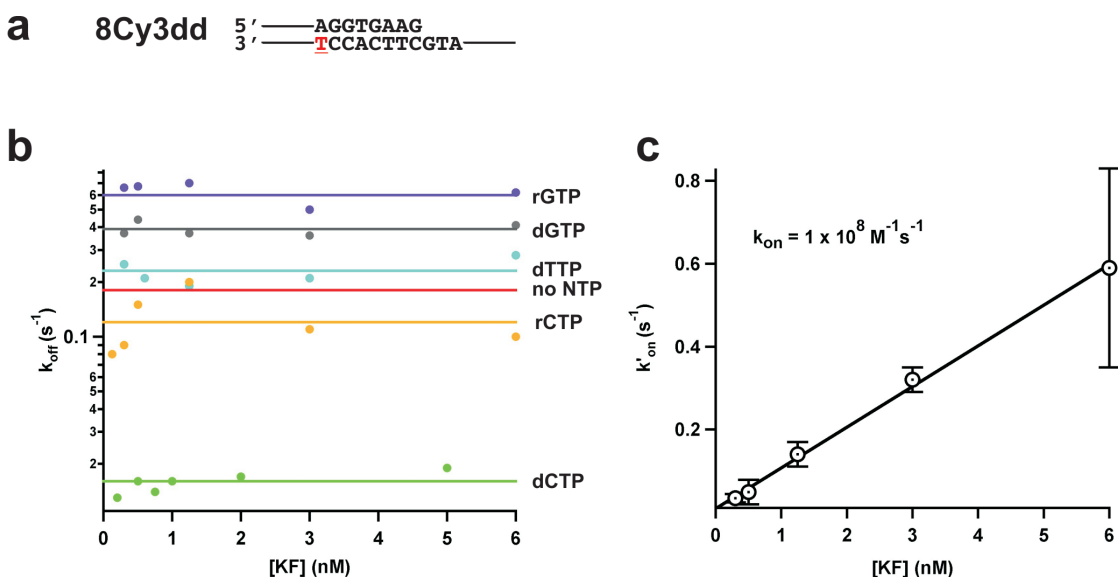 a
8Cy3dd
5′ AGGTGAAG
3′ TCCACTTCGTA
b
6
5
4
3
2
0.1
6
5
4
3
2
k_off (s⁻¹)
rGTP
dGTP
dTTP
no NTP
rCTP
dCTP
0 1 2 3 4 5 6
[KF] (nM)
c
0.8
0.6
0.4
0.2
k'_on (s⁻¹)
k_on = 1 x 10⁸ M⁻¹s⁻¹
0 1 2 3 4 5 6
[KF] (nM)